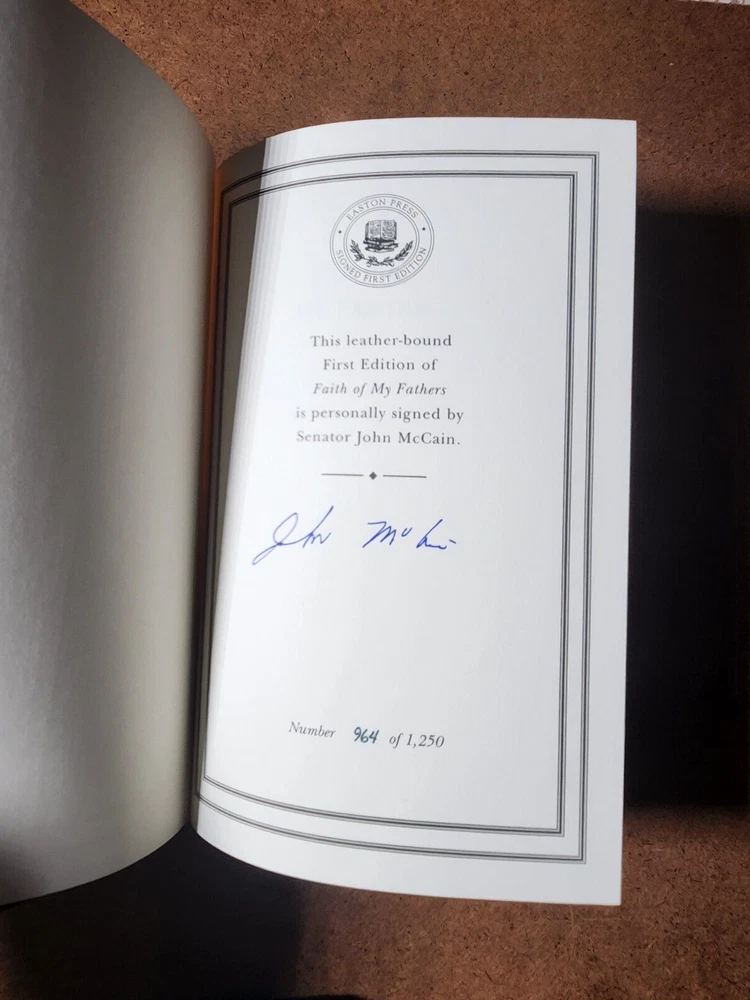 EASTON PRESS
SIGNED FIRST EDITION
This leather-bound
First Edition of
Faith of My Fathers
is personally signed by
Senator John McCain.
John McCain
Number 964 of 1,250